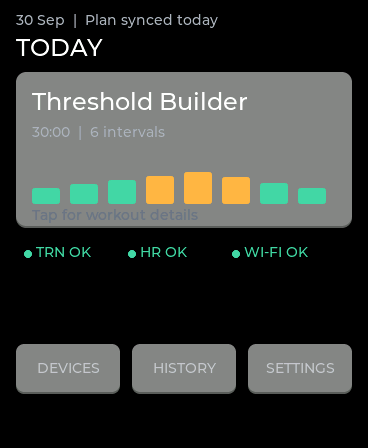 30 Sep | Plan synced today
TODAY
Threshold Builder
30:00 | 6 intervals
Tap for workout details
TRN OK HR OK WI-FI OK
DEVICES HISTORY SETTINGS